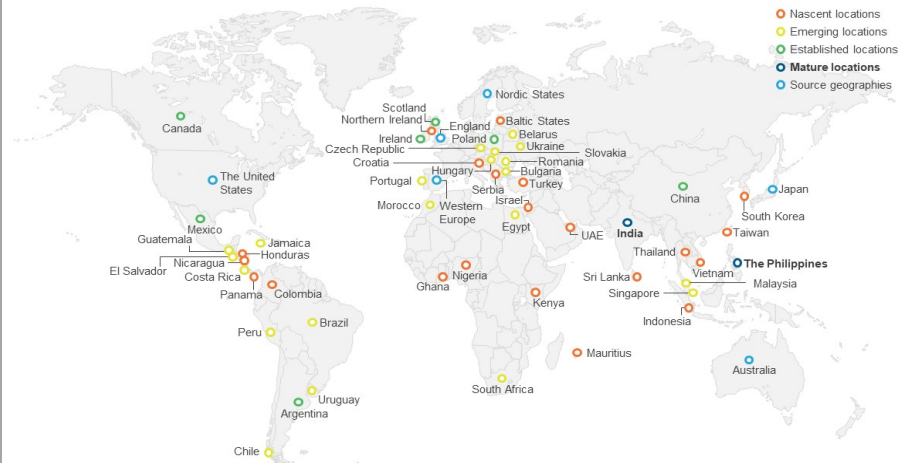 Nascent locations
Emerging locations
Established locations
Mature locations
Source geographies
Nordic States
Scotland
Northern Ireland
England
Baltic States
Canada
Ireland
Poland
Belarus
Czech Republic
Ukraine
Slovakia
Croatia
Romania
Hungary
Bulgaria
The United
States
Portugal
Serbia
Turkey
Japan
China
Israel
Morocco
Western
Europe
South Korea
Mexico
Egypt
UAE
India
Taiwan
Guatemala
Jamaica
Honduras
El Salvador
Nicaragua
Thailand
The Philippines
Costa Rica
Nigeria
Sri Lanka
Vietnam
Malaysia
Panama
Colombia
Ghana
Kenya
Singapore
Indonesia
Peru
Brazil
Mauritius
Australia
South Africa
Uruguay
Argentina
Chile